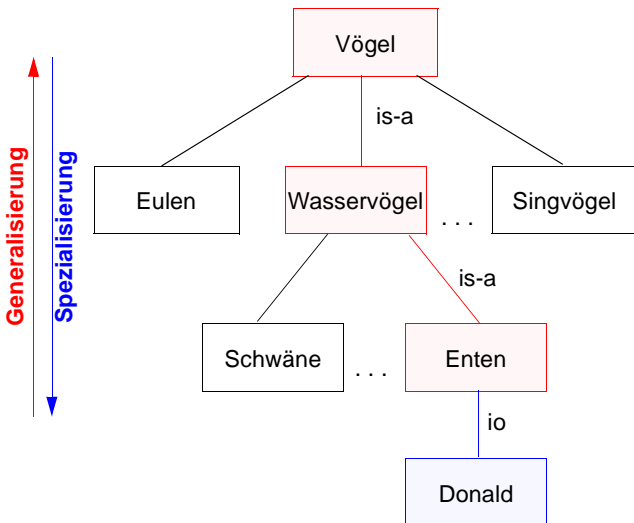 Vögel
is-a
Generalisierung
Spezialisierung
Eulen
Wasservögel
. . .
Singvögel
is-a
Schwäne
. . .
Enten
io
Donald